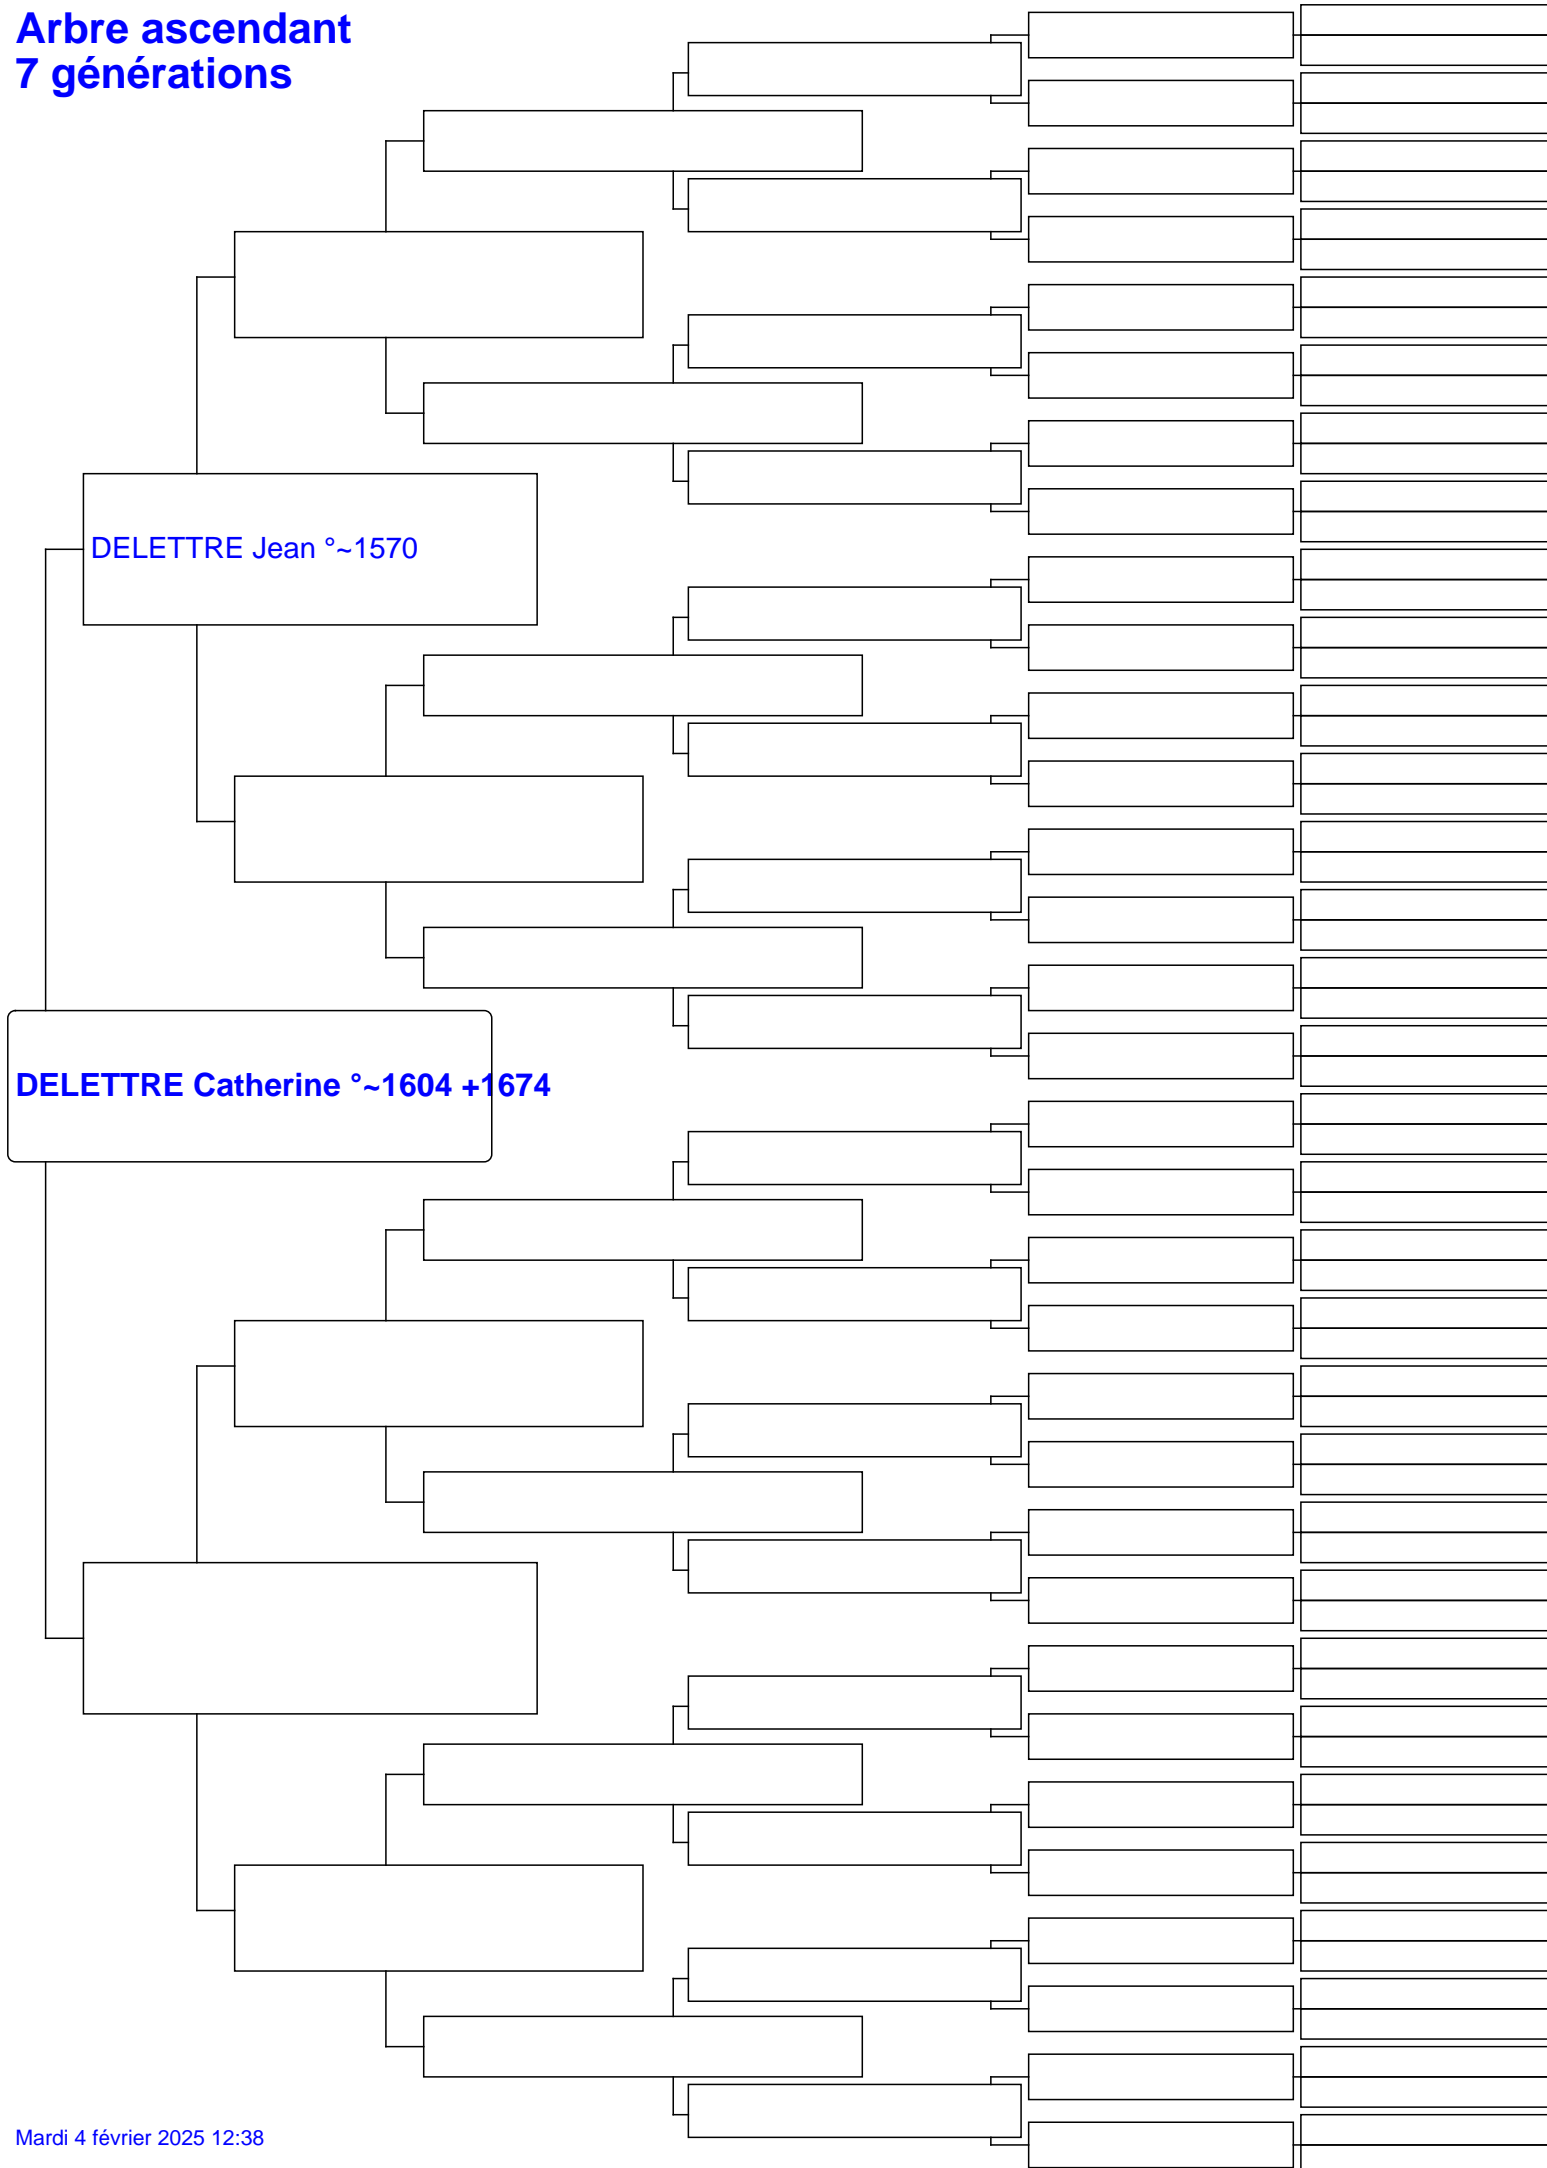 Arbre ascendant
7 générations
DELETTRE Jean °~1570
DELETTRE Catherine °~1604 +1674
Mardi 4 février 2025 12:38